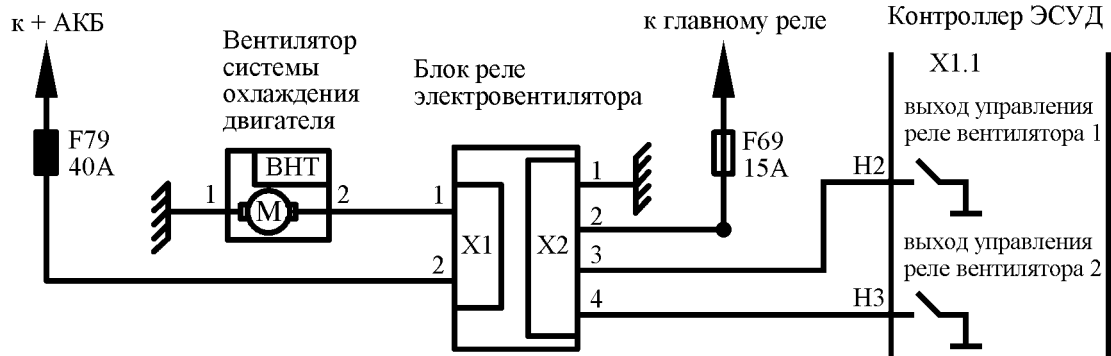 к + АКБ
F79
40А
Вентилятор
системы
охлаждения
двигателя
ВНТ
1
М
2
Блок реле
электровентилятора
1
2
X1
X2
1
2
3
4
к главному реле
F69
15А
Контроллер ЭСУД
X1.1
выход управления
реле вентилятора 1
H2
выход управления
реле вентилятора 2
H3